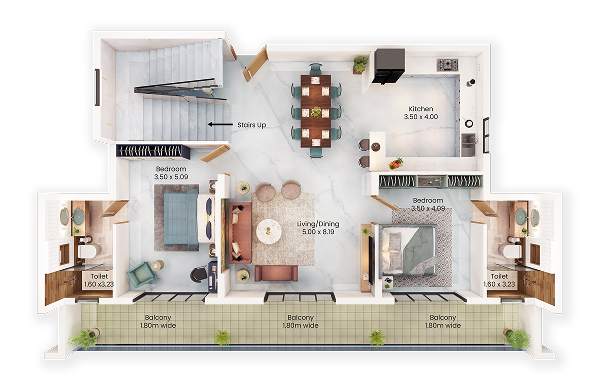 Kitchen
3.50 x 4.00
Stairs Up
Bedroom
3.50 x 5.09
Bedroom
3.50 x 4.09
Living/Dining
5.00 x 8.19
Toilet
1.60 x3.23
Toilet
1.60 x3.23
Balcony
1.80m wide
Balcony
1.80m wide
Balcony
1.80m wide